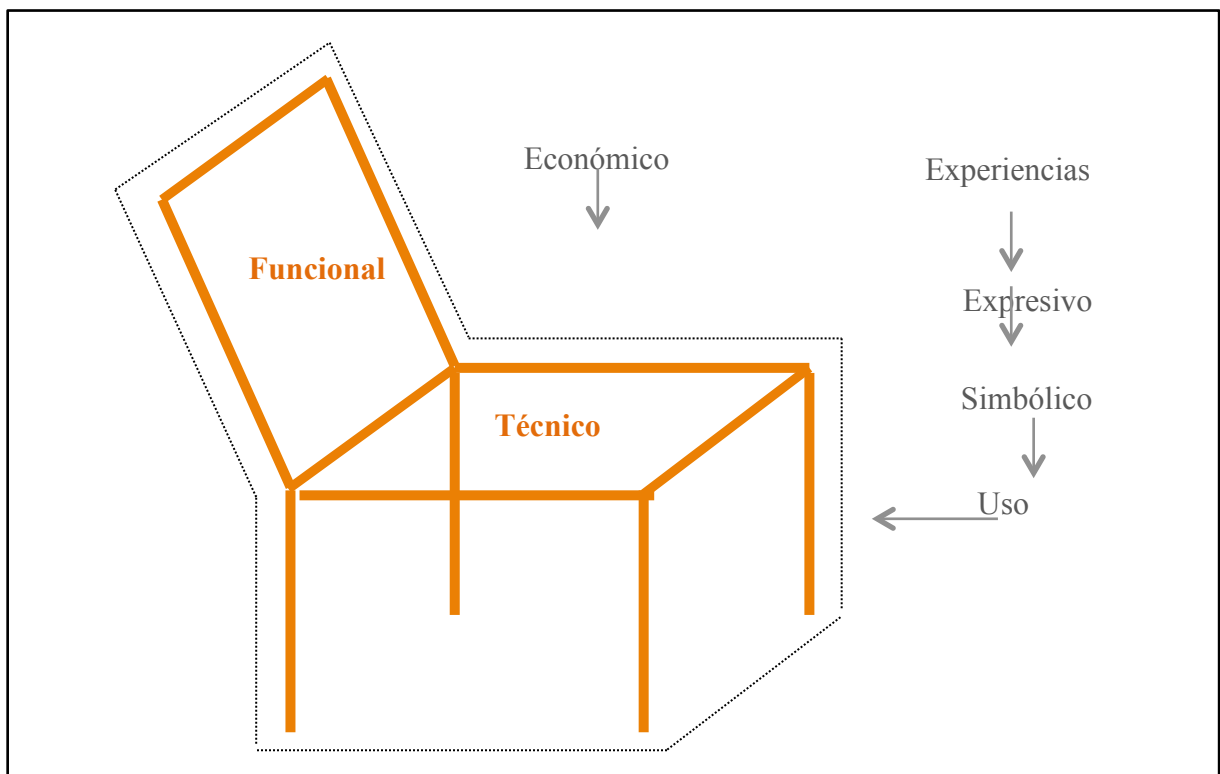 Económico
Experiencias
Funcional
Expresivo
Simbólico
Técnico
Uso